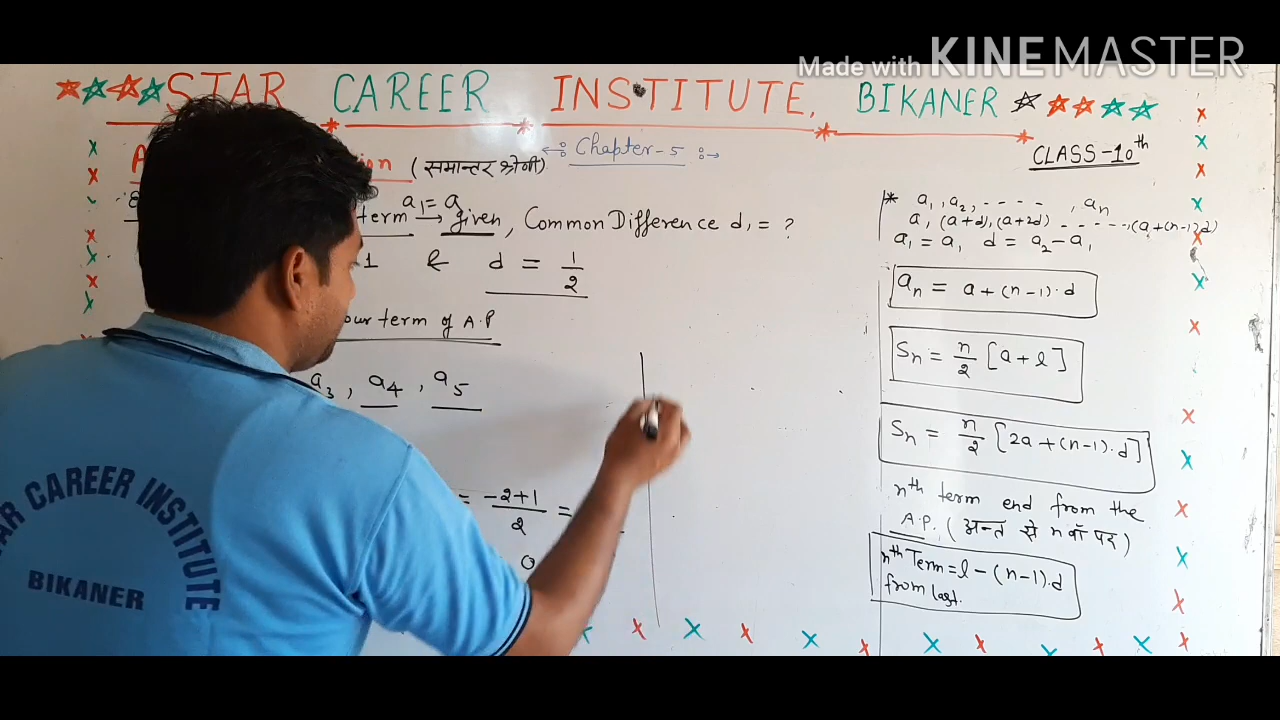 Made with KINEMASTER
STAR CAREER INSTITUTE, BIKANER
Chapter-5
(समान्तर श्रेणी)
CLASS-10th
a1 = a
term → given, Common Difference d, = ?
1 & d = 1/2
our term of A.P
a3, a4, a5
= -2+1/2 =
0
* a1, a2, - - - - , an
a, (a+d), (a+2d) - - - - -, (a+(n-1)d)
a1 = a, d = a2 - a1
an = a + (n-1).d
Sn = n/2 [a + l]
Sn = n/2 [2a + (n-1).d]
nth term end from the
A.P. (अन्त से n वाँ पद)
nth Term = l - (n-1).d
from last.
CAREER INSTITUTE
BIKANER